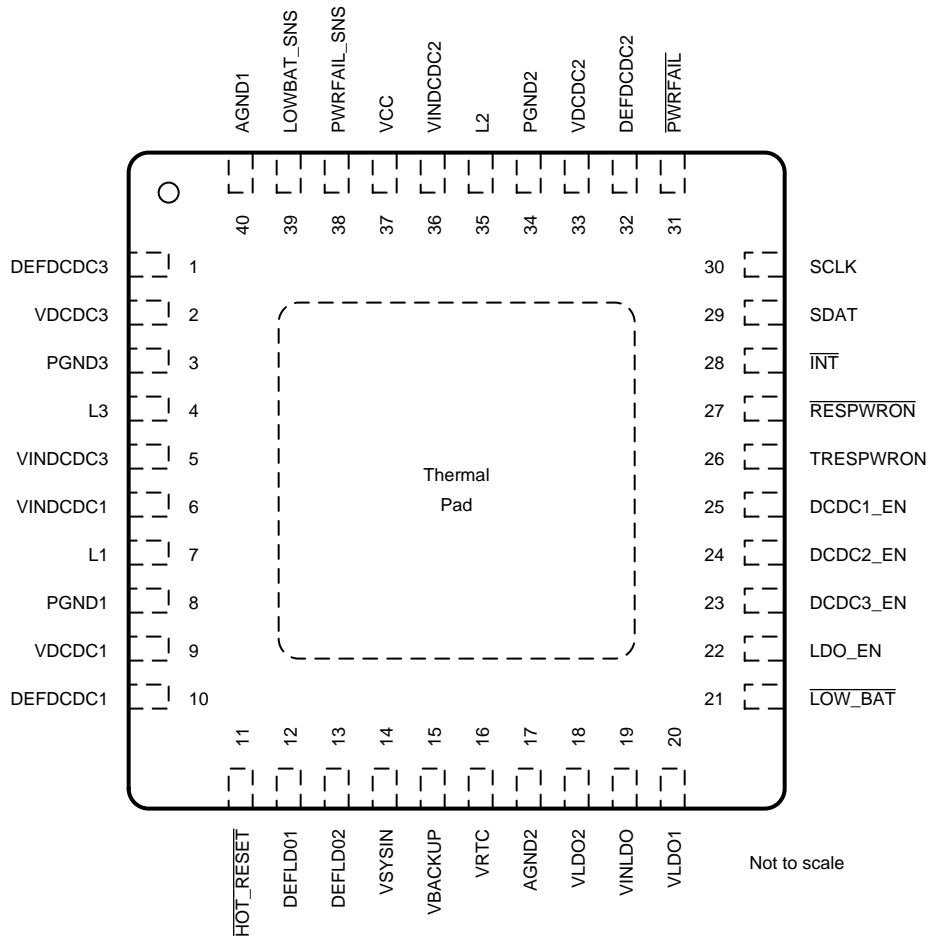 AGND1
LOWBAT_SNS
PWRFAIL_SNS
VCC
VINDCDC2
L2
PGND2
VDCDC2
DEFDCDC2
PWRFAIL
40
39
38
37
36
35
34
33
32
31
DEFDCDC3 1
VDCDC3 2
PGND3 3
L3 4
VINDCDC3 5
VINDCDC1 6
L1 7
PGND1 8
VDCDC1 9
DEFDCDC1 10
Thermal
Pad
30 SCLK
29 SDAT
28 INT
27 RESPWRON
26 TRESPWRON
25 DCDC1_EN
24 DCDC2_EN
23 DCDC3_EN
22 LDO_EN
21 LOW_BAT
11
12
13
14
15
16
17
18
19
20
HOT_RESET
DEFLD01
DEFLD02
VSYSIN
VBACKUP
VRTC
AGND2
VLDO2
VINLDO
VLDO1
Not to scale